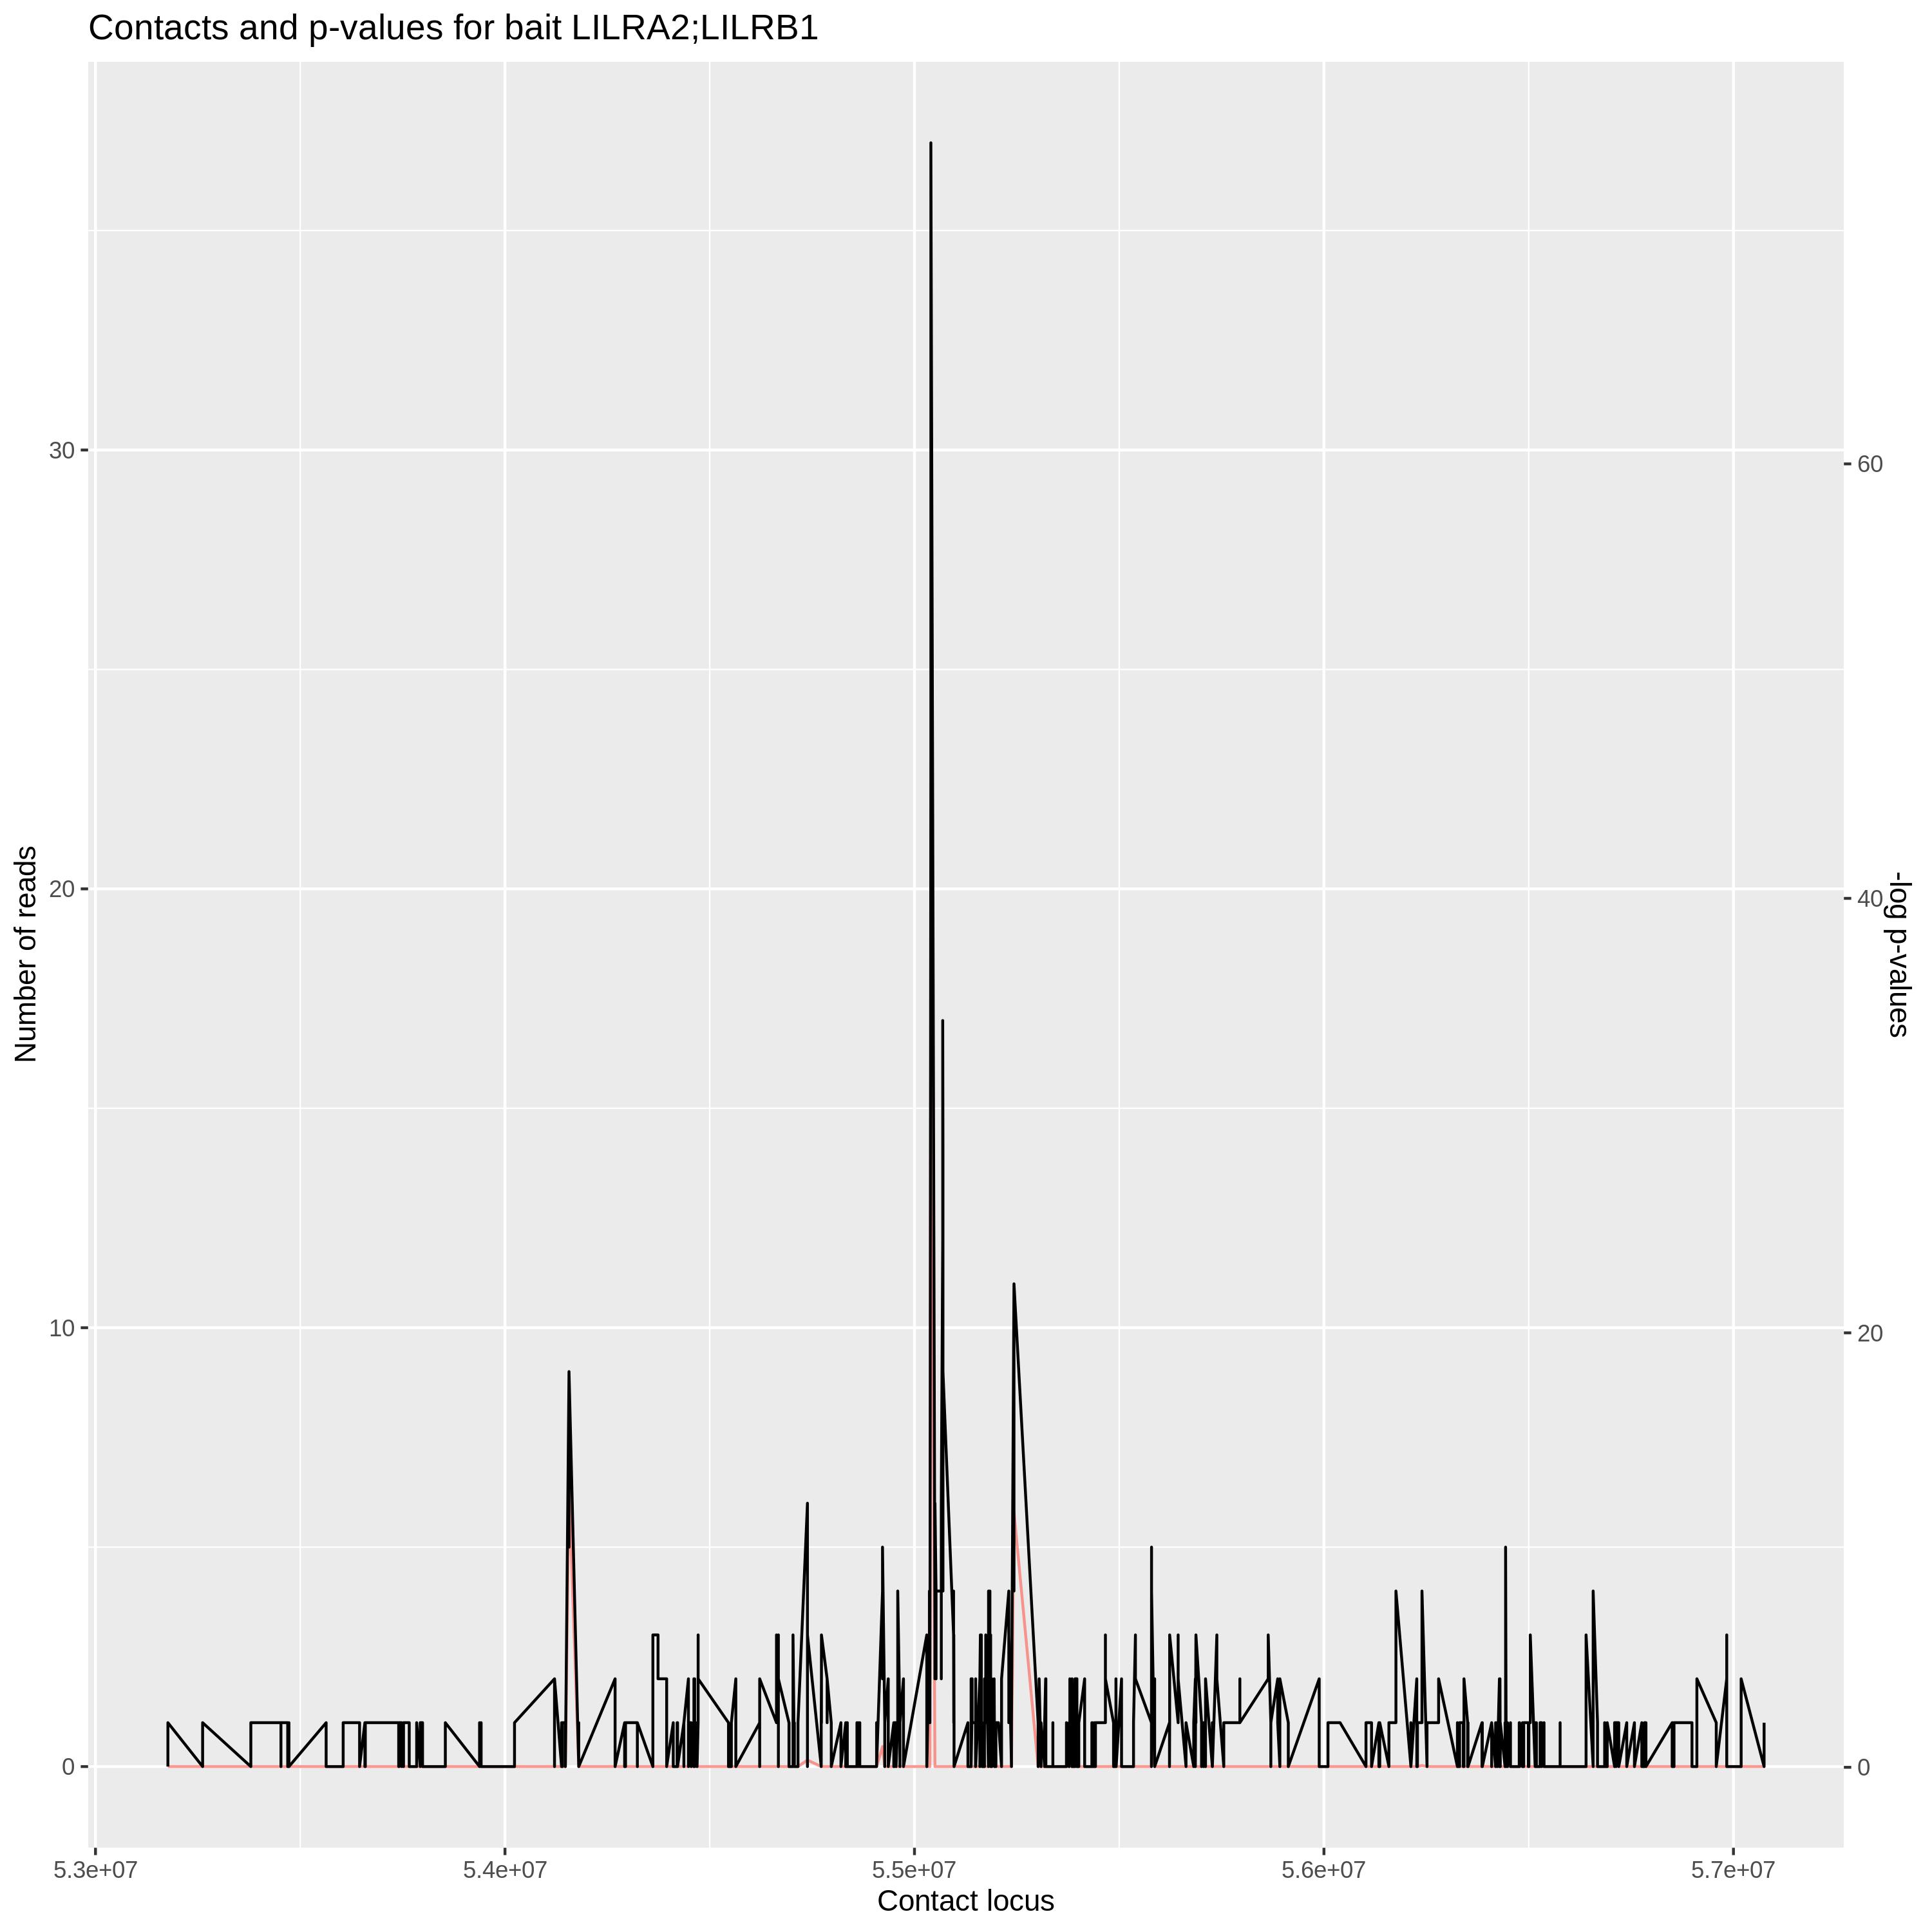 Contacts and p-values for bait LILRA2;LILRB1
30
20
10
0
Number of reads
60
40
20
0
-log p-values
5.3e+07
5.4e+07
5.5e+07
5.6e+07
5.7e+07
Contact locus